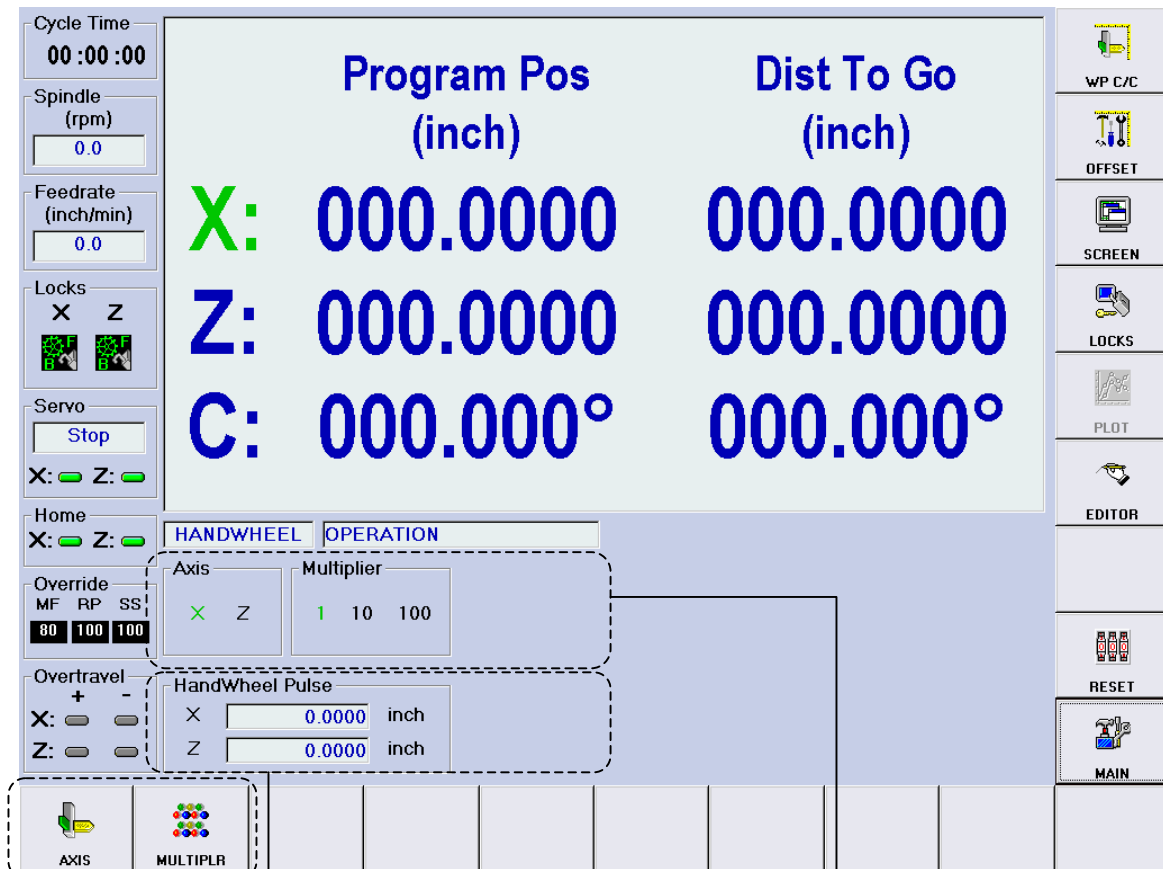 Cycle Time
00 :00 :00
Spindle
(rpm)
0.0
Feedrate
(inch/min)
0.0
Locks
X Z
F F
B B
Servo
Stop
X: Z:
Home
X: Z:
Override
MF RP SS
80 100 100
Overtravel
+ -
X:
Z:
Program Pos Dist To Go
(inch) (inch)
X: 000.0000 000.0000
Z: 000.0000 000.0000
C: 000.000° 000.000°
HANDWHEEL OPERATION
Axis Multiplier
X Z 1 10 100
HandWheel Pulse
X 0.0000 inch
Z 0.0000 inch
WP C/C
OFFSET
SCREEN
LOCKS
PLOT
EDITOR
RESET
MAIN
AXIS MULTIPLR